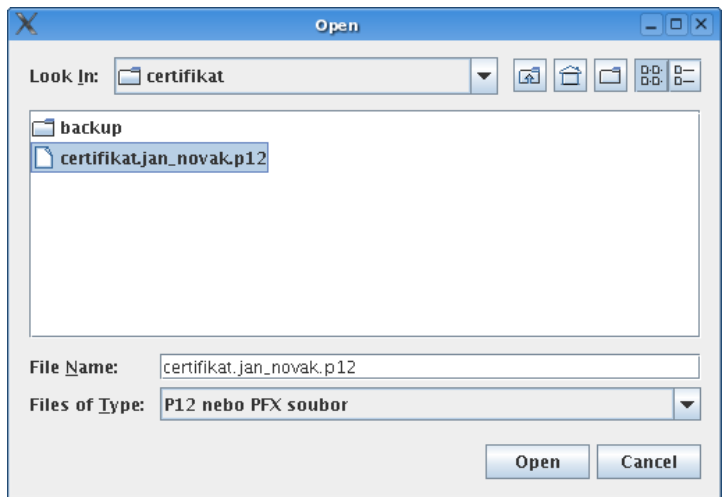 Open
Look In: certifikat
backup
certifikat.jan_novak.p12
File Name: certifikat.jan_novak.p12
Files of Type: P12 nebo PFX soubor
Open Cancel